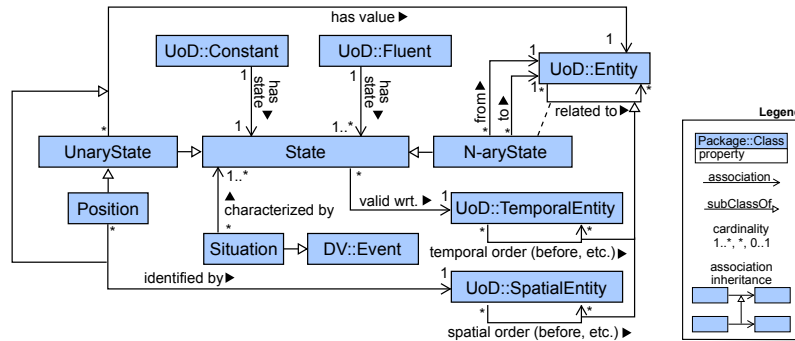 has value ▶
UoD::Constant
UoD::Fluent
UoD::Entity
1
1
1
1
1
has state ▼
has state ▼
from ▶
to ▶
*
*
related to ▶
1
1..*
*
*
*
UnaryState
State
N-aryState
1..*
*
▲
characterized by
valid wrt. ▶
1
Position
UoD::TemporalEntity
*
*
Situation
DV::Event
*
*
temporal order (before, etc.) ▶
identified by ▶
1
UoD::SpatialEntity
*
*
spatial order (before, etc.) ▶
Legen
Package::Class
property
association
subClassOf
cardinality
1..*, *, 0..1
association
inheritance